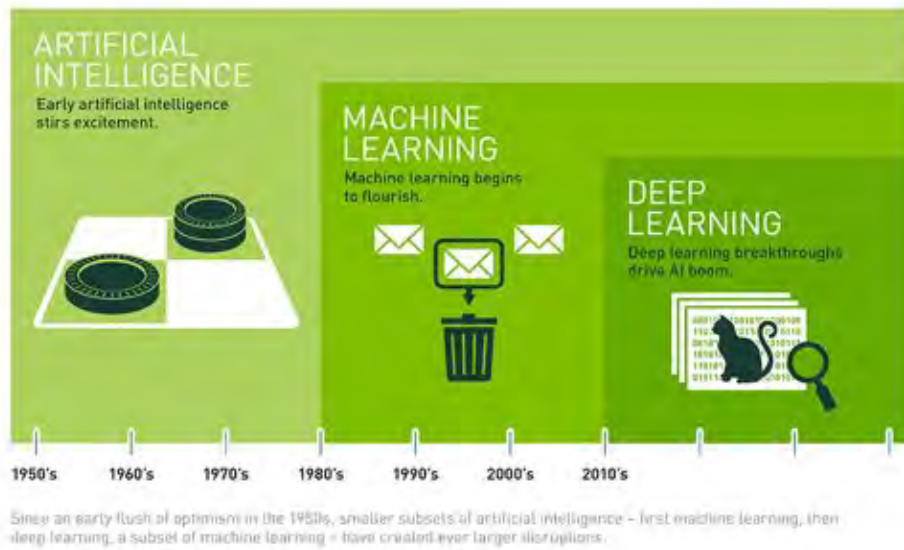 ARTIFICIAL
INTELLIGENCE
Early artificial intelligence
stirs excitement.
MACHINE
LEARNING
Machine learning begins
to flourish.
DEEP
LEARNING
Deep learning breakthroughs
drive AI boom.
1950's 1960's 1970's 1980's 1990's 2000's 2010's
Since an early flush of optimism in the 1950s, smaller subsets of artificial intelligence – first machine learning, then
deep learning, a subset of machine learning – have created ever larger disruptions.